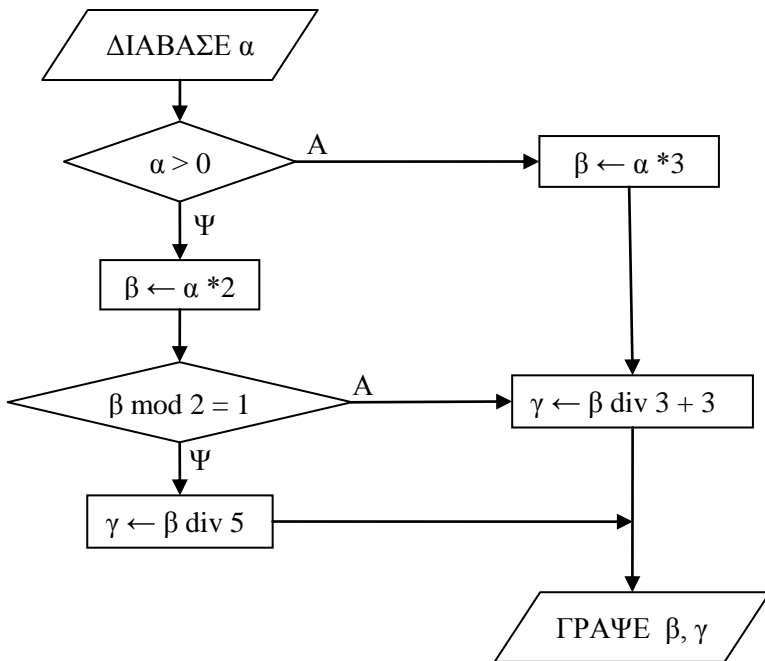 ΔΙΑΒΑΣΕ α
α > 0
Α
β ← α *3
Ψ
β ← α *2
β mod 2 = 1
Α
γ ← β div 3 + 3
Ψ
γ ← β div 5
ΓΡΑΨΕ β, γ